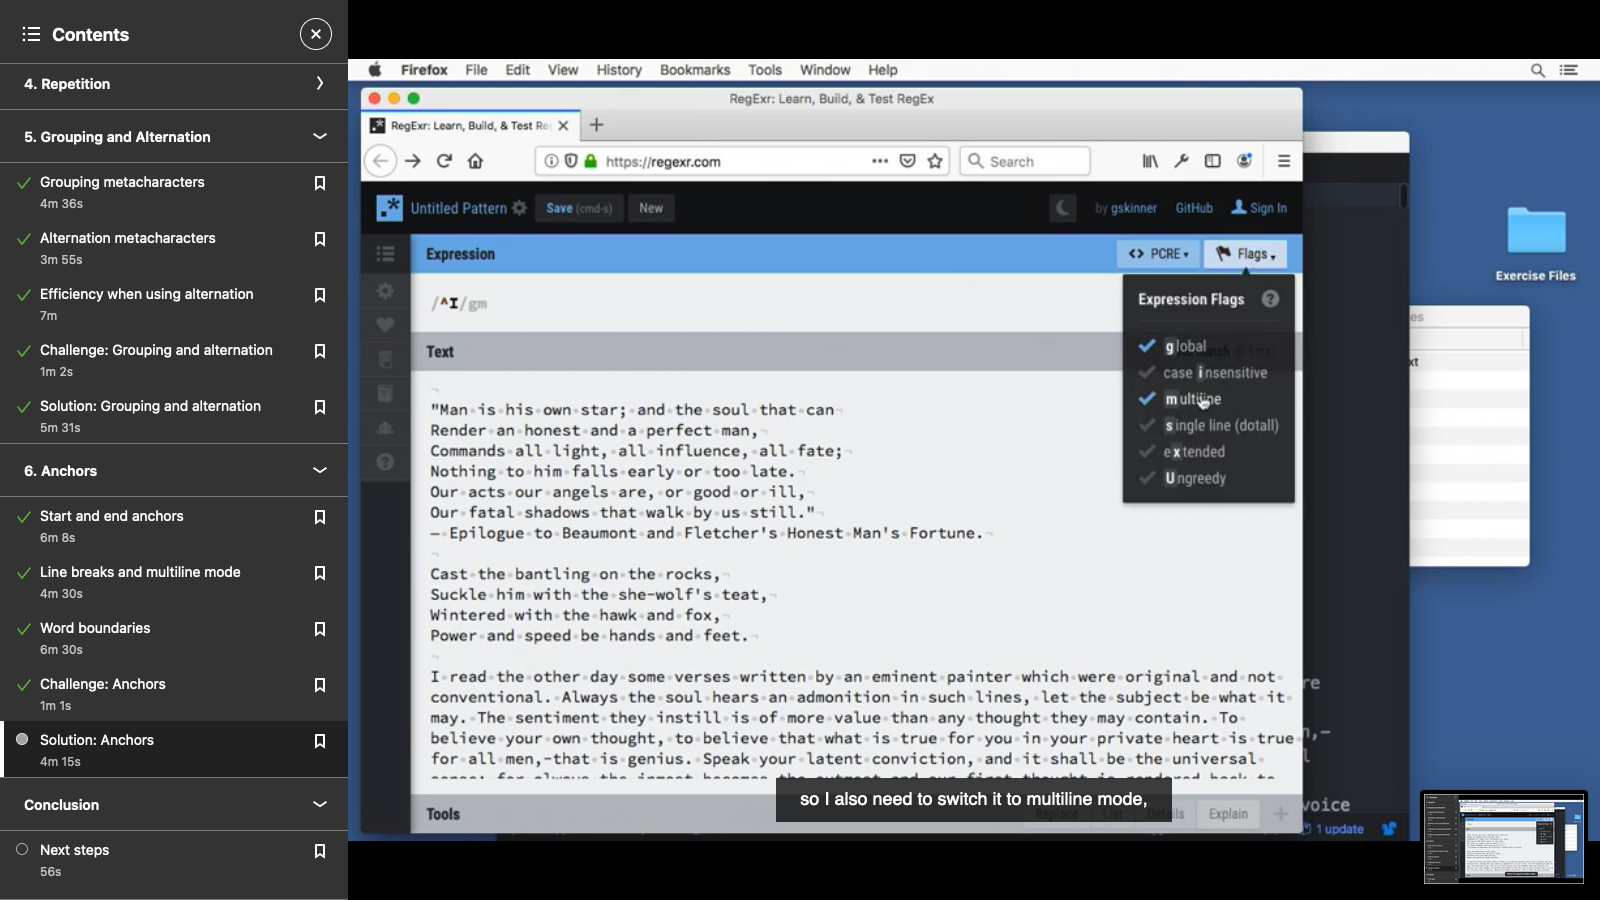 Contents
4. Repetition
5. Grouping and Alternation
Grouping metacharacters
4m 36s
Alternation metacharacters
3m 55s
Efficiency when using alternation
7m
Challenge: Grouping and alternation
1m 2s
Solution: Grouping and alternation
5m 31s
6. Anchors
Start and end anchors
6m 8s
Line breaks and multiline mode
4m 30s
Word boundaries
6m 30s
Challenge: Anchors
1m 1s
Solution: Anchors
4m 15s
Conclusion
Next steps
56s
Firefox File Edit View History Bookmarks Tools Window Help
RegExr: Learn, Build, & Test RegEx
RegExr: Learn, Build, & Test Re
https://regexr.com
Search
Untitled Pattern
Save (cmd-s)
New
by gskinner
GitHub
Sign In
Expression
<> PCRE
Flags
/^I/gm
Expression Flags
global
case insensitive
multiline
single line (dotall)
extended
Ungreedy
Text
"Man is his own star; and the soul that can
Render an honest and a perfect man,
Commands all light, all influence, all fate;
Nothing to him falls early or too late.
Our acts our angels are, or good or ill,
Our fatal shadows that walk by us still."
— Epilogue to Beaumont and Fletcher's Honest Man's Fortune.
Cast the bantling on the rocks,
Suckle him with the she-wolf's teat,
Wintered with the hawk and fox,
Power and speed be hands and feet.
I read the other day some verses written by an eminent painter which were original and not
conventional. Always the soul hears an admonition in such lines, let the subject be what it
may. The sentiment they instill is of more value than any thought they may contain. To
believe your own thought, to believe that what is true for you in your private heart is true
for all men,—that is genius. Speak your latent conviction, and it shall be the universal
so I also need to switch it to multiline mode,
Tools
Replace
List
Details
Explain
Exercise Files
es
xt
re
n,—
l
voice
1 update